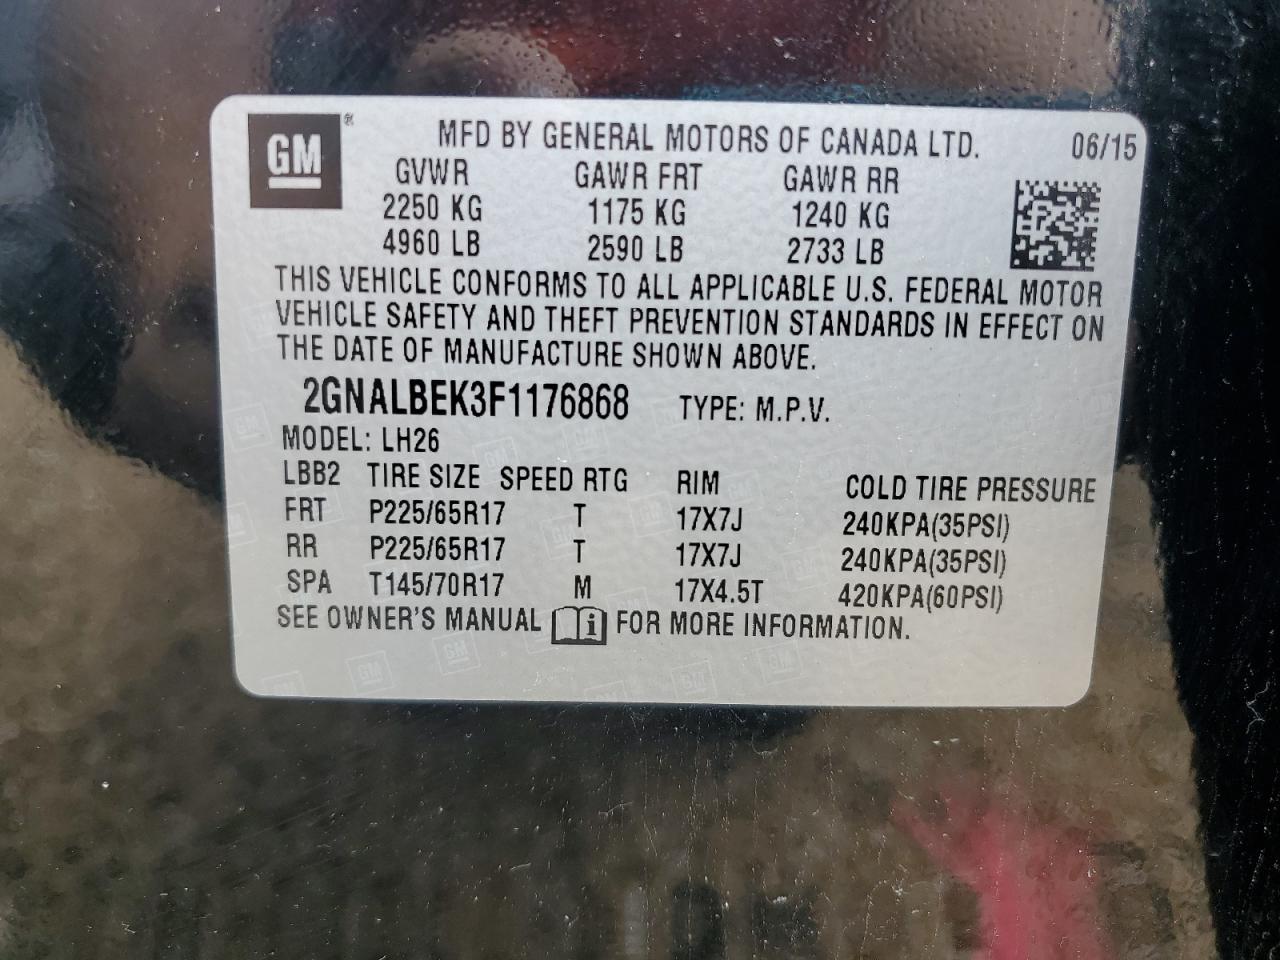 GM®
MFD BY GENERAL MOTORS OF CANADA LTD. 06/15
GVWR GAWR FRT GAWR RR
2250 KG 1175 KG 1240 KG
4960 LB 2590 LB 2733 LB
THIS VEHICLE CONFORMS TO ALL APPLICABLE U.S. FEDERAL MOTOR
VEHICLE SAFETY AND THEFT PREVENTION STANDARDS IN EFFECT ON
THE DATE OF MANUFACTURE SHOWN ABOVE.
2GNALBEK3F1176868 TYPE: M.P.V.
MODEL: LH26
LBB2 TIRE SIZE SPEED RTG RIM COLD TIRE PRESSURE
FRT P225/65R17 T 17X7J 240KPA(35PSI)
RR P225/65R17 T 17X7J 240KPA(35PSI)
SPA T145/70R17 M 17X4.5T 420KPA(60PSI)
SEE OWNER'S MANUAL i FOR MORE INFORMATION.